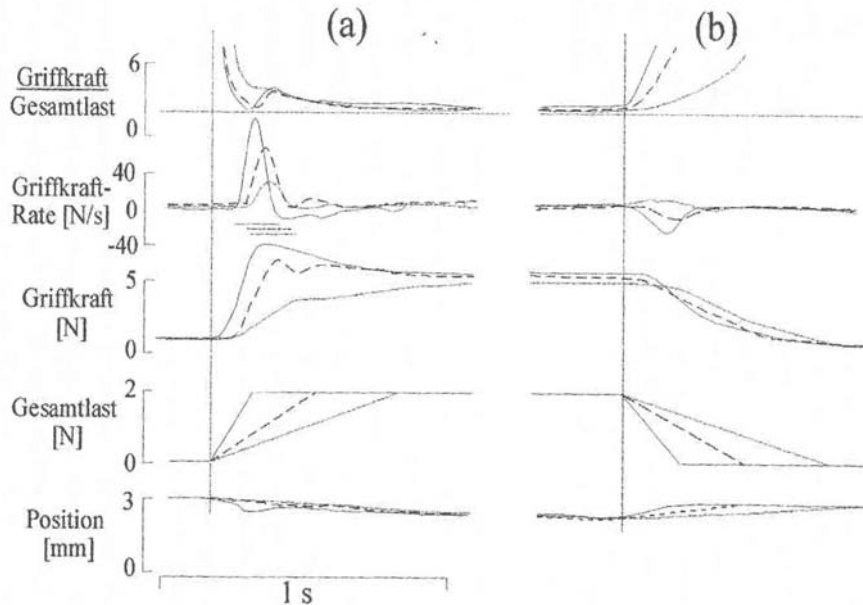 (a)
(b)
Griffkraft
Gesamtlast
6
0
Griffkraft-
Rate [N/s]
40
0
-40
Griffkraft
[N]
5
0
Gesamtlast
[N]
2
0
Position
[mm]
3
0
1 s